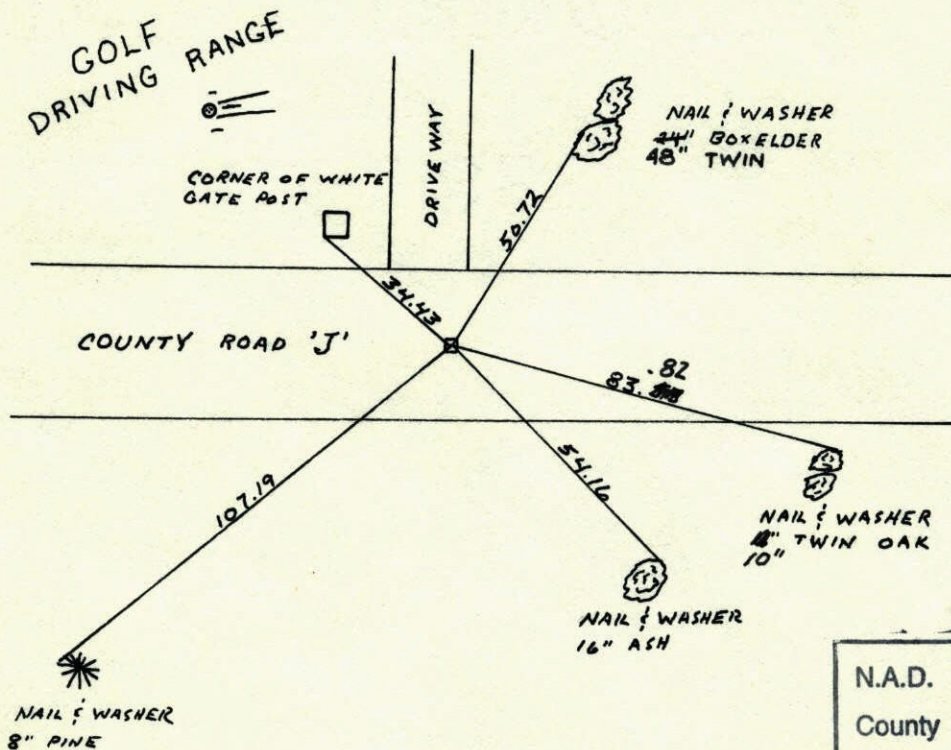 GOLF
DRIVING RANGE
NAIL & WASHER
24" BOXELDER
48" TWIN
CORNER OF WHITE
GATE POST
DRIVEWAY
50.72
34.43
COUNTY ROAD 'J'
.82
83.
54.16
107.19
NAIL & WASHER
TWIN OAK
10"
NAIL & WASHER
16" ASH
NAIL & WASHER
8" PINE
N.A.D.
County